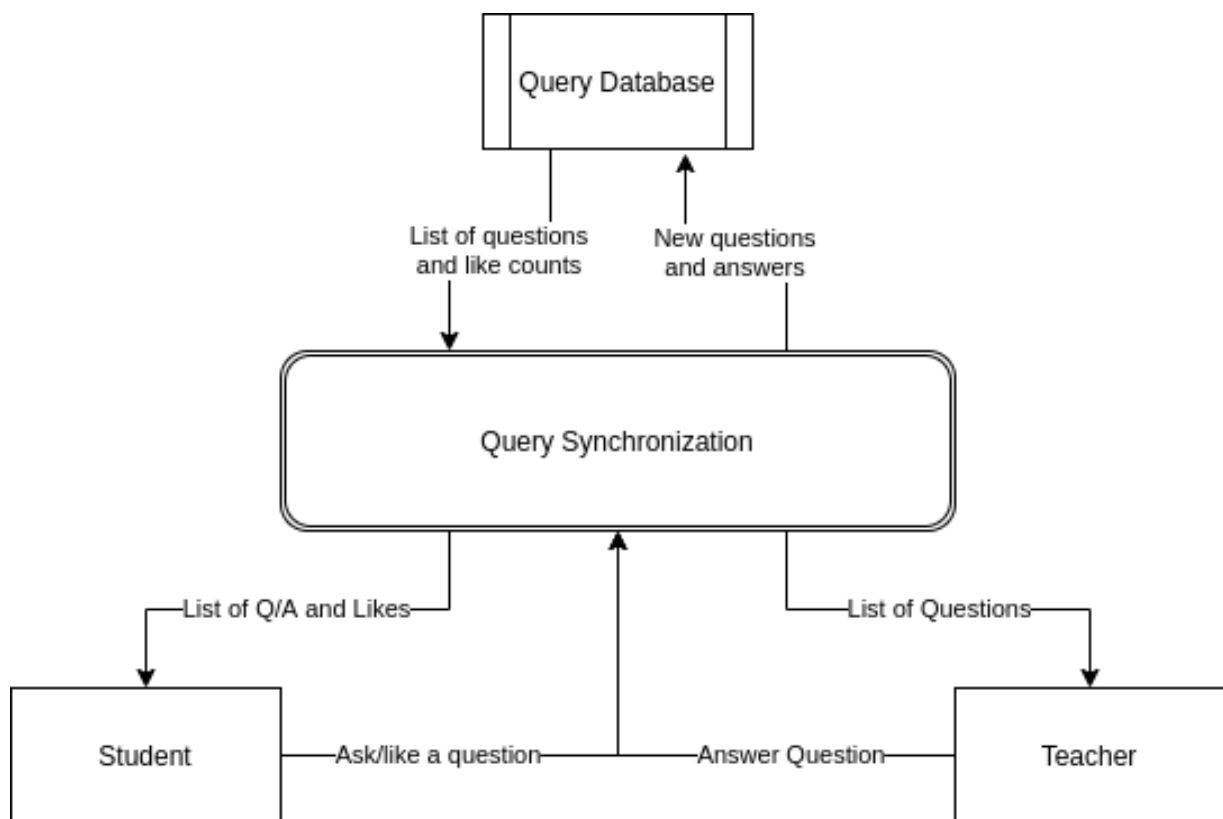 Query Database
List of questions
and like counts
New questions
and answers
Query Synchronization
List of Q/A and Likes
List of Questions
Student
Ask/like a question
Answer Question
Teacher